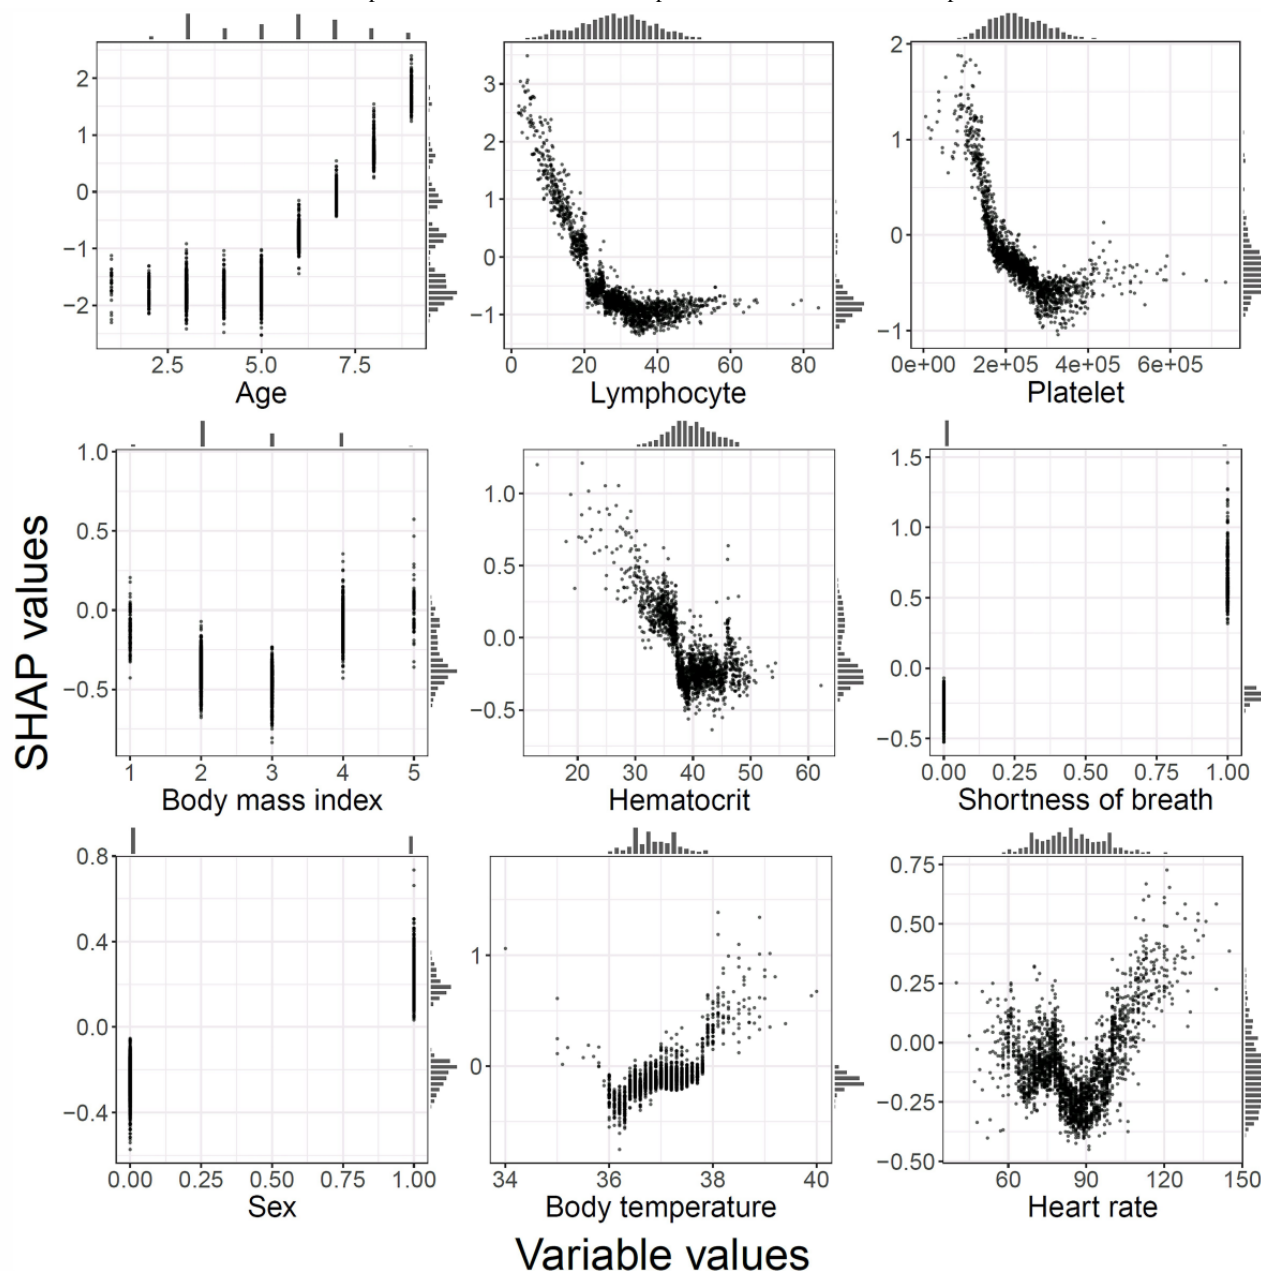 2
1
0
−1
−2
2.5 5.0 7.5
Age
3
2
1
0
−1
0 20 40 60 80
Lymphocyte
2
1
0
−1
0e+00 2e+05 4e+05 6e+05
Platelet
SHAP values
1.0
0.5
0.0
−0.5
1 2 3 4 5
Body mass index
1.0
0.5
0.0
−0.5
20 30 40 50 60
Hematocrit
1.5
1.0
0.5
0.0
−0.5
0.00 0.25 0.50 0.75 1.00
Shortness of breath
0.8
0.4
0.0
−0.4
0.00 0.25 0.50 0.75 1.00
Sex
1
0
34 36 38 40
Body temperature
0.75
0.50
0.25
0.00
−0.25
−0.50
60 90 120 150
Heart rate
Variable values